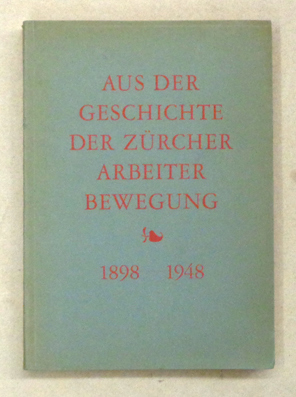 AUS DER
GESCHICHTE
DER ZÜRCHER
ARBEITER
BEWEGUNG
1898 1948